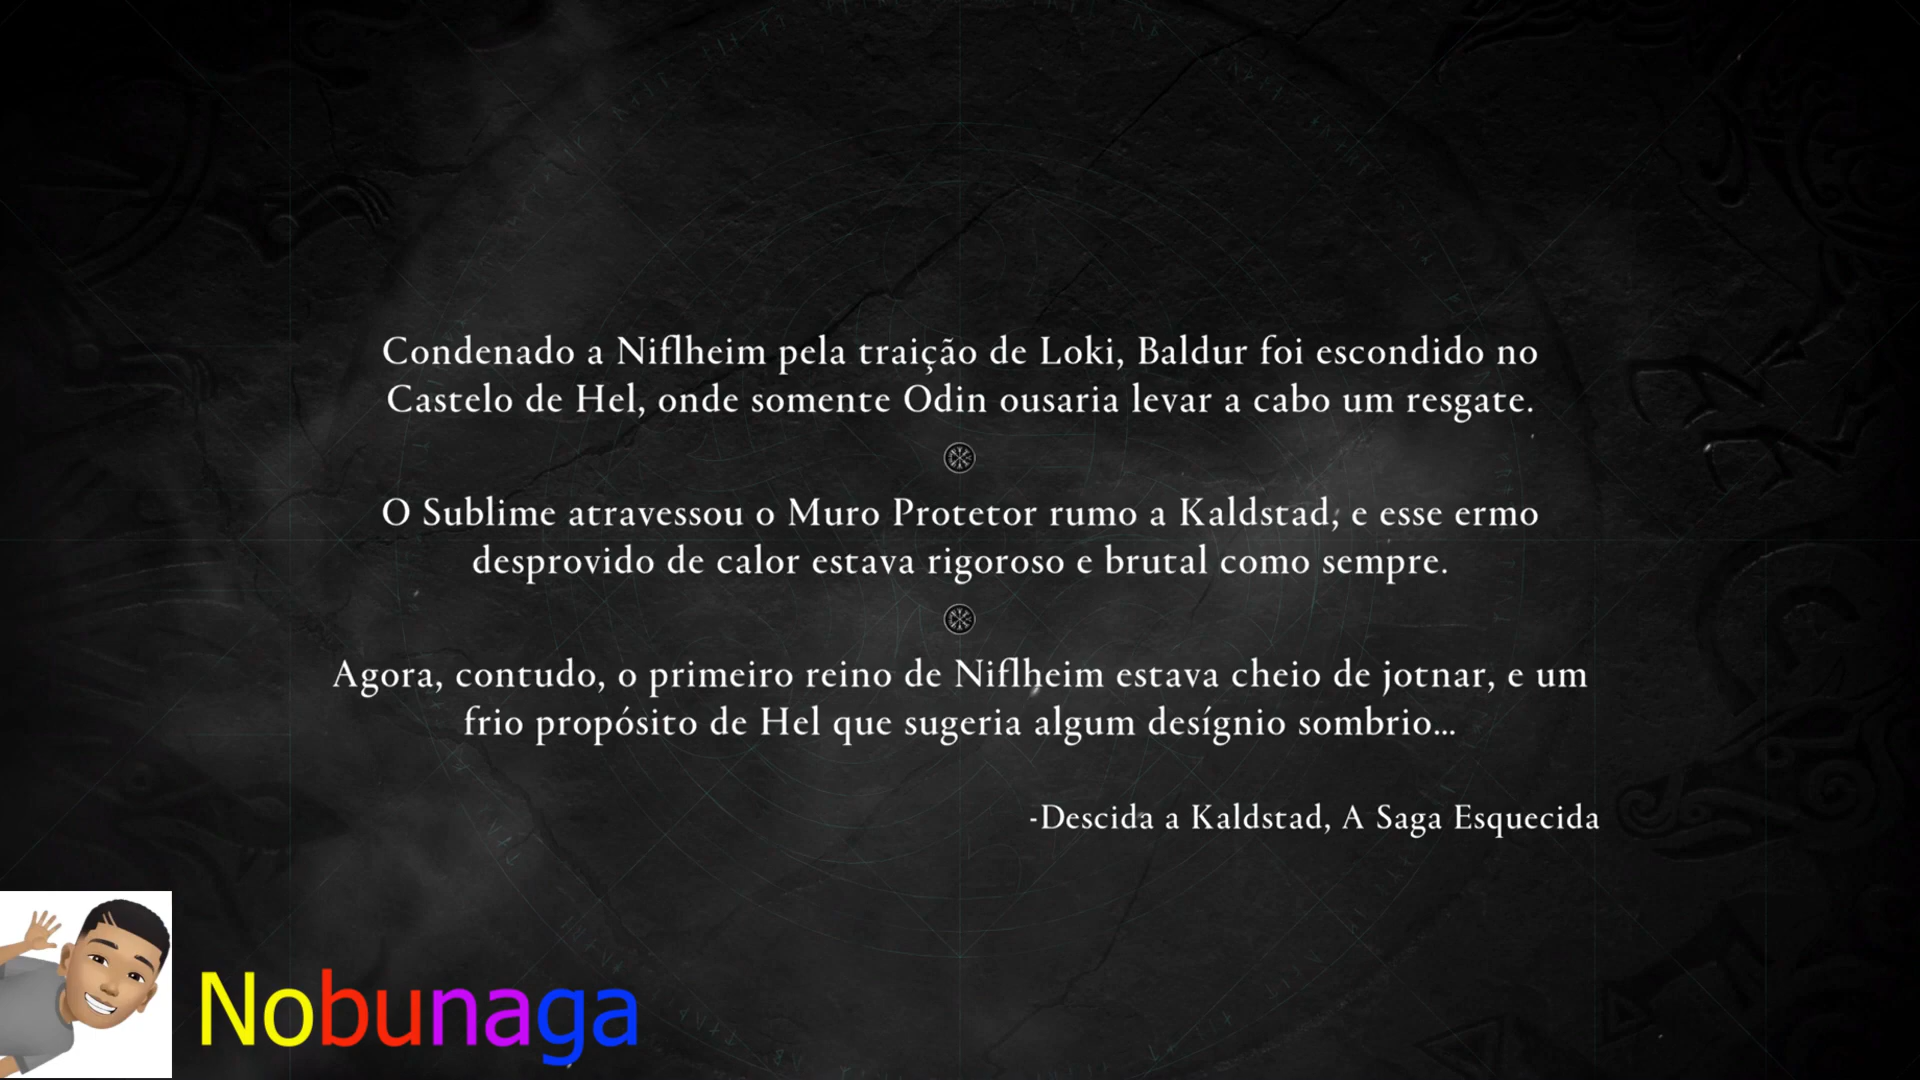 Condenado a Niflheim pela traição de Loki, Baldur foi escondido no
Castelo de Hel, onde somente Odin ousaria levar a cabo um resgate.
O Sublime atravessou o Muro Protetor rumo a Kaldstad, e esse ermo
desprovido de calor estava rigoroso e brutal como sempre.
Agora, contudo, o primeiro reino de Niflheim estava cheio de jotnar, e um
frio propósito de Hel que sugeria algum desígnio sombrio...
-Descida a Kaldstad, A Saga Esquecida
Nobunaga